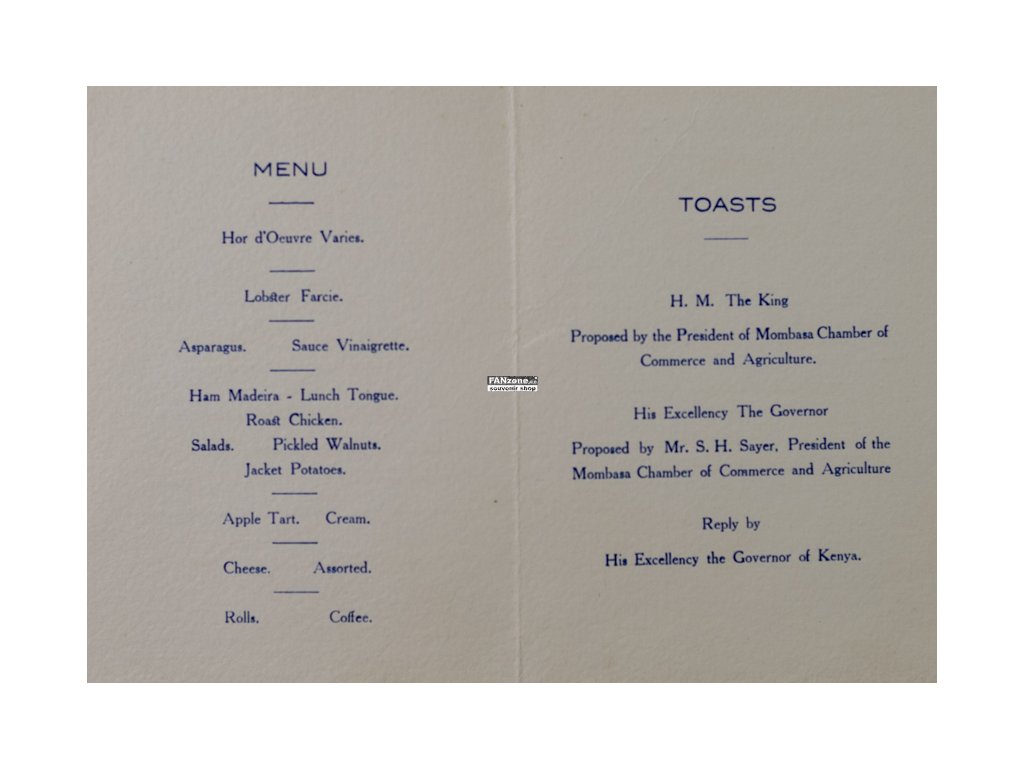 MENU
Hor d'Oeuvre Varies.
Lobster Farcie.
Asparagus. Sauce Vinaigrette.
Ham Madeira - Lunch Tongue.
Roast Chicken.
Salads. Pickled Walnuts.
Jacket Potatoes.
Apple Tart. Cream.
Cheese. Assorted.
Rolls. Coffee.
TOASTS
H. M. The King
Proposed by the President of Mombasa Chamber of
Commerce and Agriculture.
His Excellency The Governor
Proposed by Mr. S. H. Sayer, President of the
Mombasa Chamber of Commerce and Agriculture
Reply by
His Excellency the Governor of Kenya.
FANzone
souvenir shop